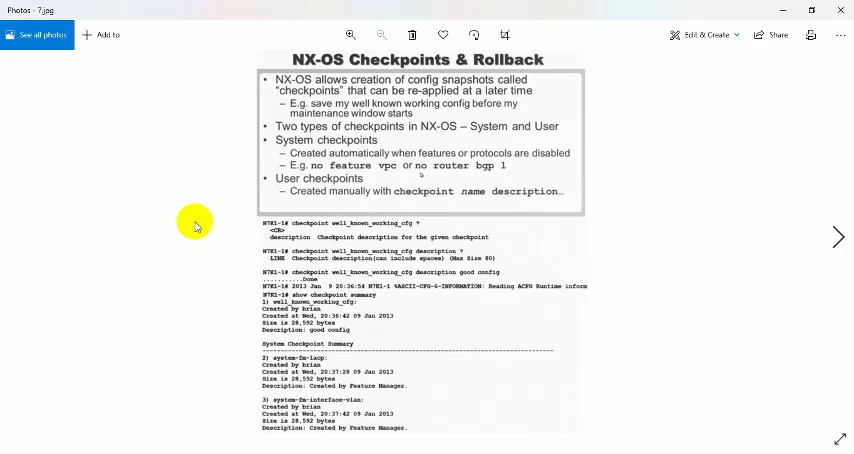 Photos - 7.jpg
See all photos
Add to
Edit & Create
Share
NX-OS Checkpoints & Rollback
• NX-OS allows creation of config snapshots called
“checkpoints” that can be re-applied at a later time
– E.g. save my well known working config before my
maintenance window starts
• Two types of checkpoints in NX-OS – System and User
• System checkpoints
– Created automatically when features or protocols are disabled
– E.g. no feature vpc or no router bgp 1
• User checkpoints
– Created manually with checkpoint name description…
N7K1-1# checkpoint well_known_working_cfg ?
<CR>
description Checkpoint description for the given checkpoint
N7K1-1# checkpoint well_known_working_cfg description ?
LINE Checkpoint description(can include spaces) (Max Size 80)
N7K1-1# checkpoint well_known_working_cfg description good config
..........Done
N7K1-1# 2013 Jan 9 20:36:54 N7K1-1 %ASCII-CFG-6-INFORMATION: Reading ACFG Runtime inform
N7K1-1# show checkpoint summary
1) well_known_working_cfg:
Created by brian
Created at Wed, 20:36:42 09 Jan 2013
Size is 28,592 bytes
Description: good config
System Checkpoint Summary
--------------------------------------------------------------------------------
2) system-fm-lacp:
Created by brian
Created at Wed, 20:37:28 09 Jan 2013
Size is 28,592 bytes
Description: Created by Feature Manager.
3) system-fm-interface-vlan:
Created by brian
Created at Wed, 20:37:42 09 Jan 2013
Size is 28,592 bytes
Description: Created by Feature Manager.